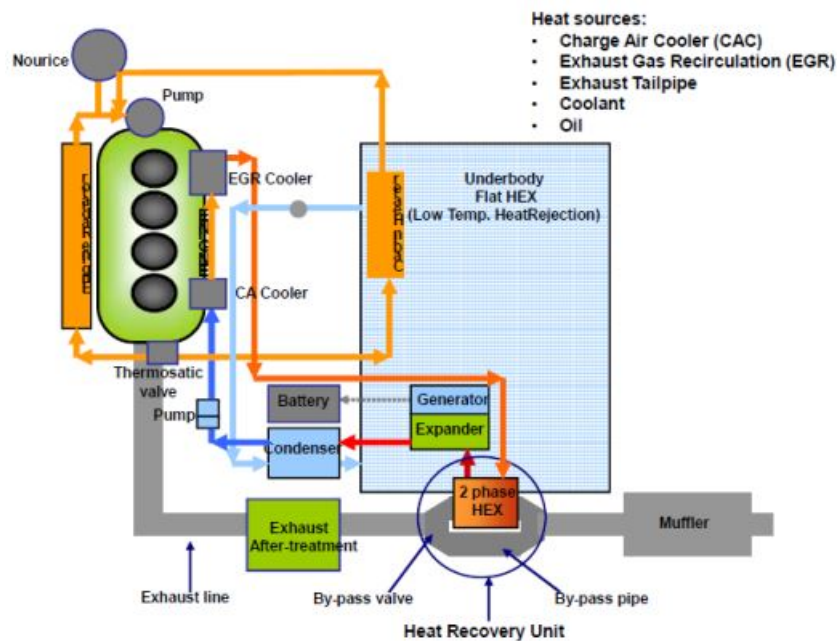 Heat sources:
• Charge Air Cooler (CAC)
• Exhaust Gas Recirculation (EGR)
• Exhaust Tailpipe
• Coolant
• Oil
Nourice
Pump
EGR Cooler
Underbody
Flat HEX
(Low Temp. HeatRejection)
CA Cooler
Thermosatic
valve
Pump
Battery
Generator
Expander
Condenser
2 phase
HEX
Exhaust
After-treatment
Muffler
Exhaust line
By-pass valve
By-pass pipe
Heat Recovery Unit